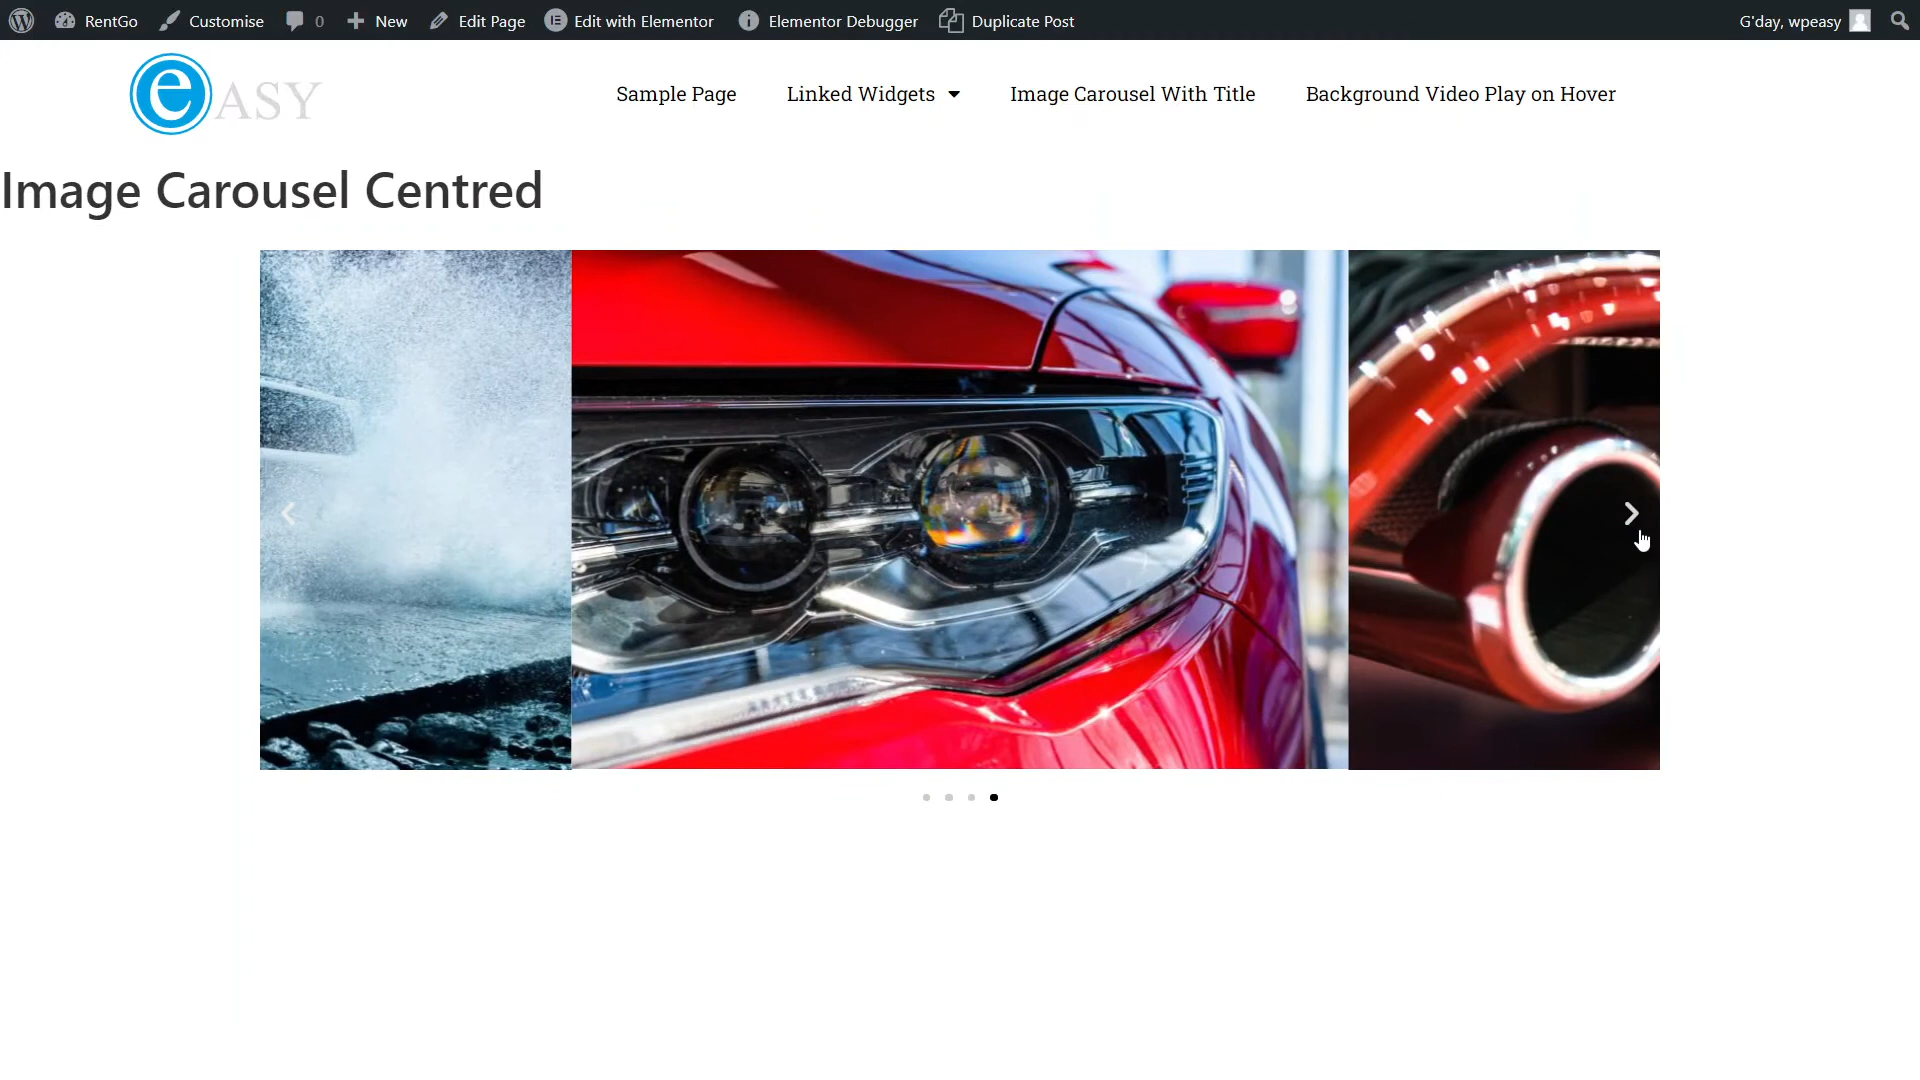 RentGo Customise 0 New Edit Page Edit with Elementor Elementor Debugger Duplicate Post G'day, wpeasy
eASY Sample Page Linked Widgets Image Carousel With Title Background Video Play on Hover
Image Carousel Centred